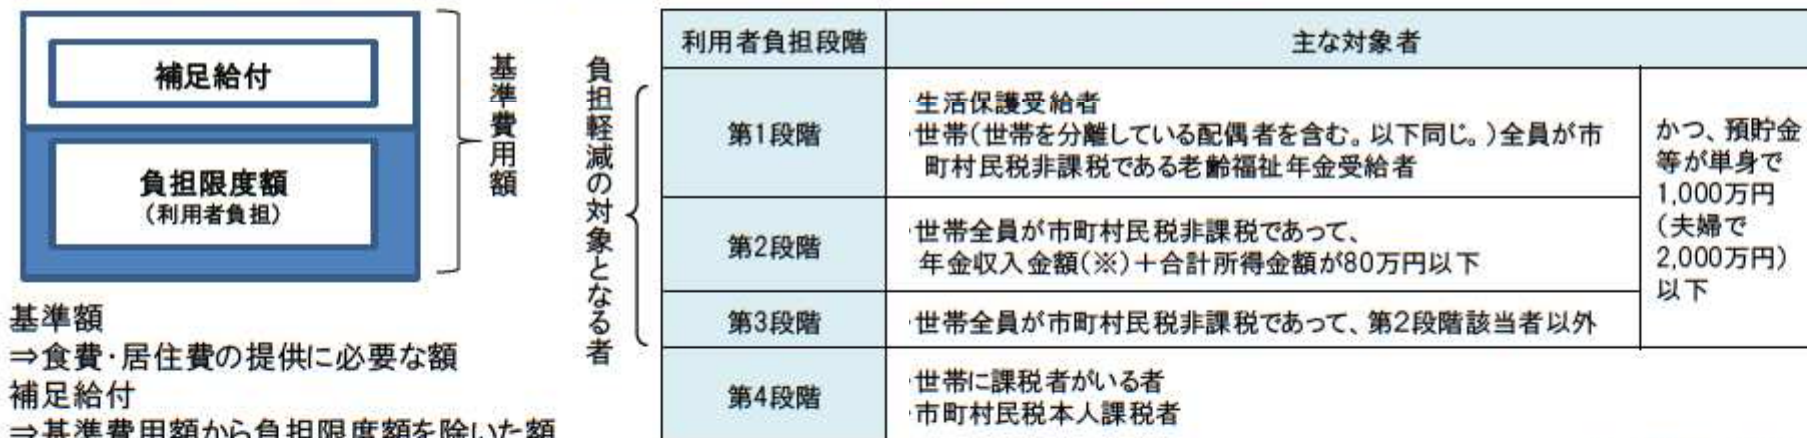 補足給付
負担限度額
（利用者負担）
基準費用額
基準額
⇒食費・居住費の提供に必要な額
補足給付
⇒基準費用額から負担限度額を除いた額
負担軽減の対象となる者
利用者負担段階
主な対象者
第1段階
・生活保護受給者
・世帯（世帯を分離している配偶者を含む。以下同じ。）全員が市
町村民税非課税である老齢福祉年金受給者
第2段階
・世帯全員が市町村民税非課税であって、
年金収入金額（※）＋合計所得金額が80万円以下
第3段階
・世帯全員が市町村民税非課税であって、第2段階該当者以外
かつ、預貯金
等が単身で
1,000万円
（夫婦で
2,000万円）
以下
第4段階
・世帯に課税者がいる者
・市町村民税本人課税者